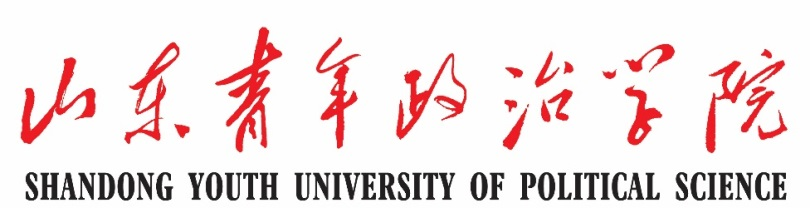 山东青年政治学院
SHANDONG YOUTH UNIVERSITY OF POLITICAL SCIENCE